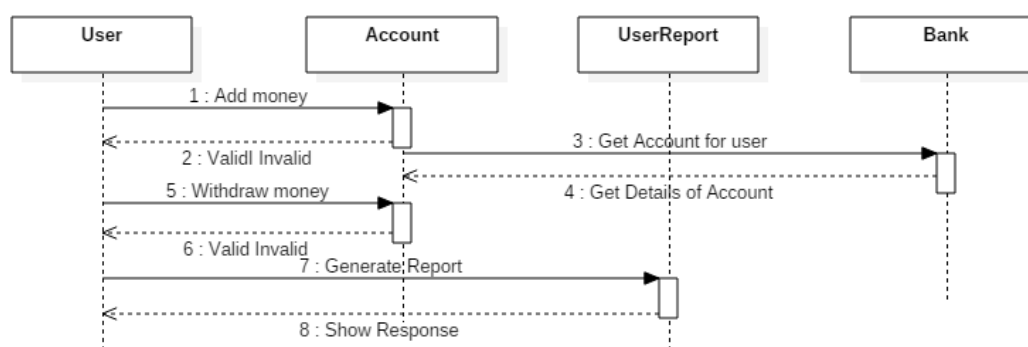 User
Account
UserReport
Bank
1 : Add money
2 : ValidI Invalid
3 : Get Account for user
4 : Get Details of Account
5 : Withdraw money
6 : Valid Invalid
7 : Generate Report
8 : Show Response